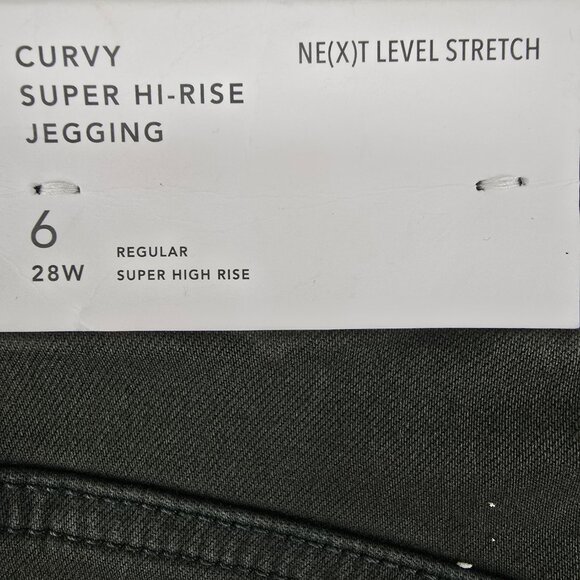 CURVY
NE(X)T LEVEL STRETCH
SUPER HI-RISE
JEGGING
6
REGULAR
28W
SUPER HIGH RISE